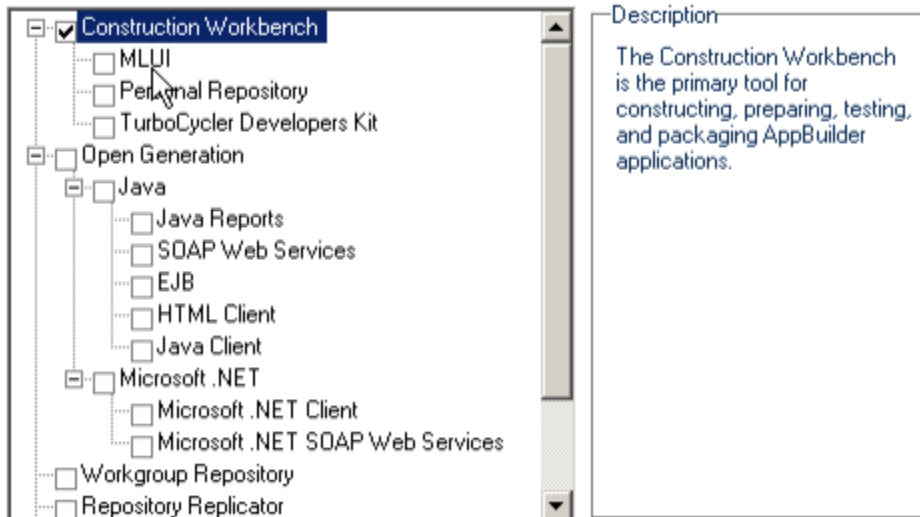 Construction Workbench
MLUI
Personal Repository
TurboCycler Developers Kit
Open Generation
Java
Java Reports
SOAP Web Services
EJB
HTML Client
Java Client
Microsoft .NET
Microsoft .NET Client
Microsoft .NET SOAP Web Services
Workgroup Repository
Repository Replicator
Description
The Construction Workbench
is the primary tool for
constructing, preparing, testing,
and packaging AppBuilder
applications.